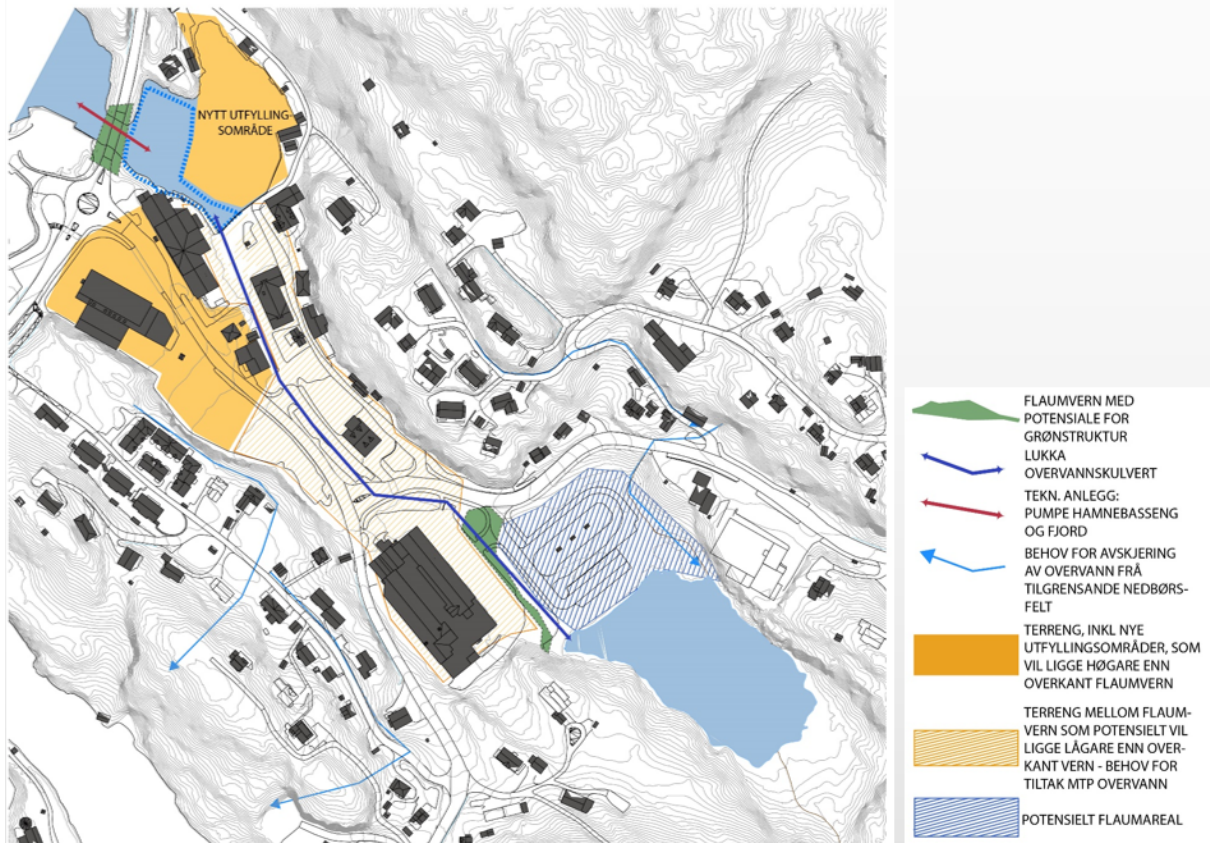 NYTT UTFYLLING-
SOMRÅDE
FLAUMVERN MED
POTENSIALE FOR
GRØNSTRUKTUR
LUKKA
OVERVANNSKULVERT
TEKN. ANLEGG:
PUMPE HAMNEBASSENG
OG FJORD
BEHOV FOR AVSKJERING
AV OVERVANN FRÅ
TILGRENSANDE NEDBØRS-
FELT
TERRENG, INKL NYE
UTFYLLINGSOMRÅDER, SOM
VIL LIGGE HØGARE ENN
OVERKANT FLAUMVERN
TERRENG MELLOM FLAUM-
VERN SOM POTENSIELT VIL
LIGGE LÅGARE ENN OVER-
KANT VERN - BEHOV FOR
TILTAK MTP OVERVANN
POTENSIELT FLAUMAREAL